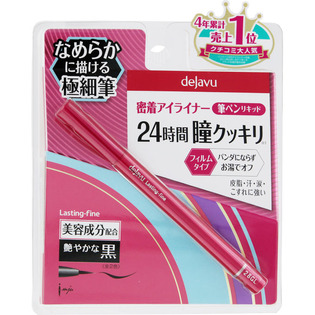 4年累計
売上1位
クチコミ大人気
なめらか
に描ける
極細筆
dejavu
密着アイライナー 筆ペンリキッド
24時間瞳クッキリ
フィルム
タイプ
パンダにならず
お湯でオフ
皮脂・汗・涙・
こすれに強い
dejavu Lasting-fine
Lasting-fine
美容成分配合
艶やかな黒
imju